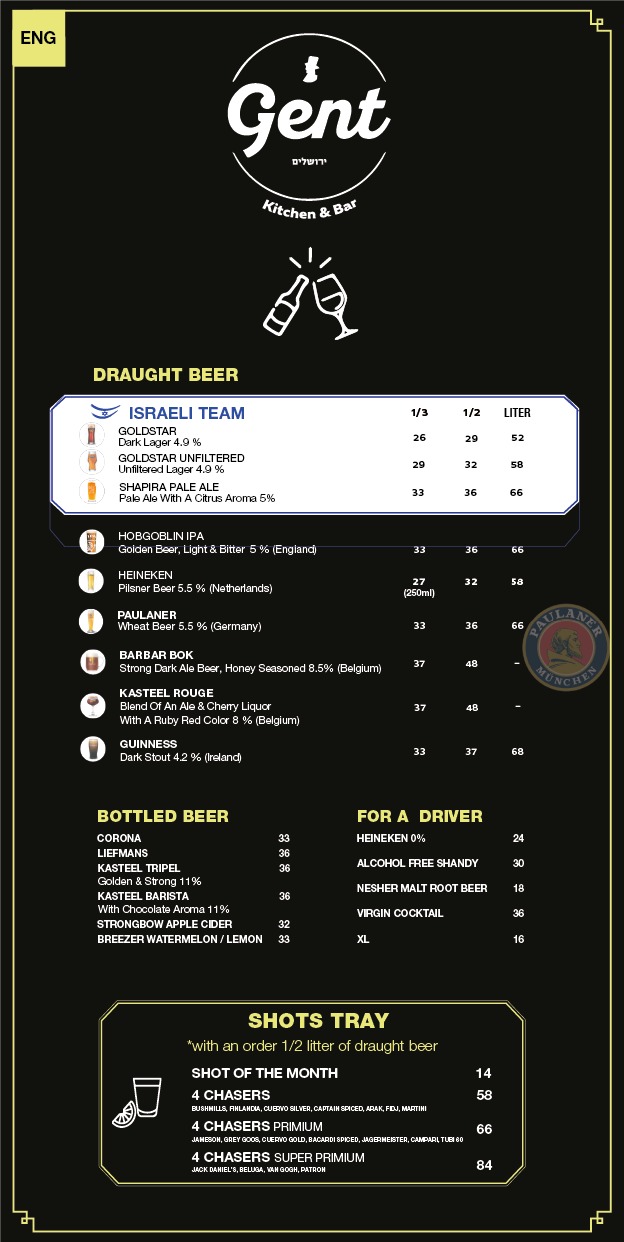 ENG
Gent
ירושלים
Kitchen & Bar
DRAUGHT BEER
ISRAELI TEAM 1/3 1/2 LITER
GOLDSTAR
Dark Lager 4.9 % 26 29 52
GOLDSTAR UNFILTERED
Unfiltered Lager 4.9 % 29 32 58
SHAPIRA PALE ALE
Pale Ale With A Citrus Aroma 5% 33 36 66
HOBGOBLIN IPA
Golden Beer, Light & Bitter 5 % (England) 33 36 66
HEINEKEN
Pilsner Beer 5.5 % (Netherlands) 27 32 58
(250ml)
PAULANER
Wheat Beer 5.5 % (Germany) 33 36 66
PAULANER
MÜNCHEN
BARBAR BOK
Strong Dark Ale Beer, Honey Seasoned 8.5% (Belgium) 37 48 –
KASTEEL ROUGE
Blend Of An Ale & Cherry Liquor 37 48 –
With A Ruby Red Color 8 % (Belgium)
GUINNESS
Dark Stout 4.2 % (Ireland) 33 37 68
BOTTLED BEER
CORONA 33
LIEFMANS 36
KASTEEL TRIPEL 36
Golden & Strong 11%
KASTEEL BARISTA 36
With Chocolate Aroma 11%
STRONGBOW APPLE CIDER 32
BREEZER WATERMELON / LEMON 33
FOR A DRIVER
HEINEKEN 0% 24
ALCOHOL FREE SHANDY 30
NESHER MALT ROOT BEER 18
VIRGIN COCKTAIL 36
XL 16
SHOTS TRAY
*with an order 1/2 litter of draught beer
SHOT OF THE MONTH 14
4 CHASERS 58
BUSHMILLS, FINLANDIA, CUERVO SILVER, CAPTAIN SPICED, ARAK, FIDJ, MARTINI
4 CHASERS PRIMIUM 66
JAMESON, GREY GOOS, CUERVO GOLD, BACARDI SPICED, JAGERMEISTER, CAMPARI, TUBI 60
4 CHASERS SUPER PRIMIUM 84
JACK DANIEL'S, BELUGA, VAN GOGH, PATRON